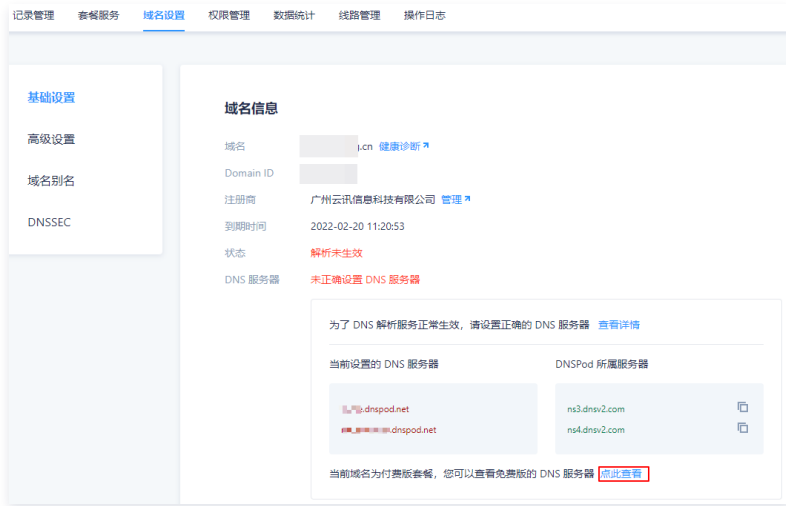 记录管理 套餐服务 域名设置 权限管理 数据统计 线路管理 操作日志
基础设置
高级设置
域名别名
DNSSEC
域名信息
域名 .cn 健康诊断
Domain ID
注册商 广州云讯信息科技有限公司 管理
到期时间 2022-02-20 11:20:53
状态 解析未生效
DNS 服务器 未正确设置 DNS 服务器
为了 DNS 解析服务正常生效，请设置正确的 DNS 服务器 查看详情
当前设置的 DNS 服务器 DNSPod 所属服务器
.dnspod.net ns3.dnsv2.com
.dnspod.net ns4.dnsv2.com
当前域名为付费版套餐，您可以查看免费版的 DNS 服务器 点此查看